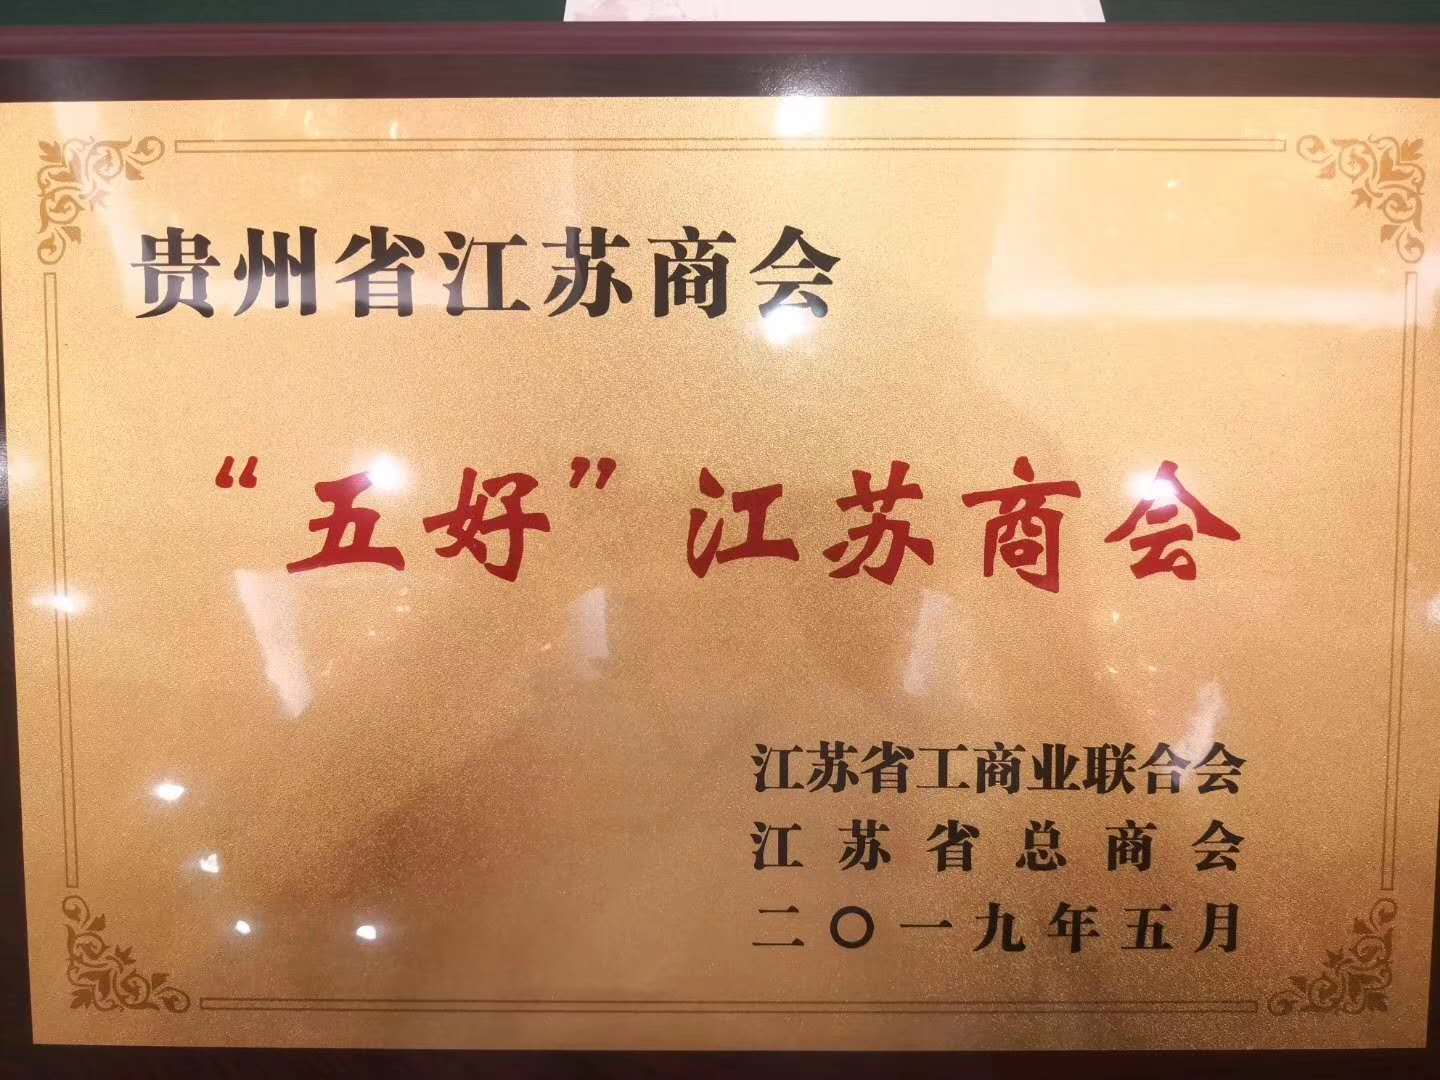 贵州省江苏商会
“五好”江苏商会
江苏省工商业联合会
江苏省总商会
二〇一九年五月